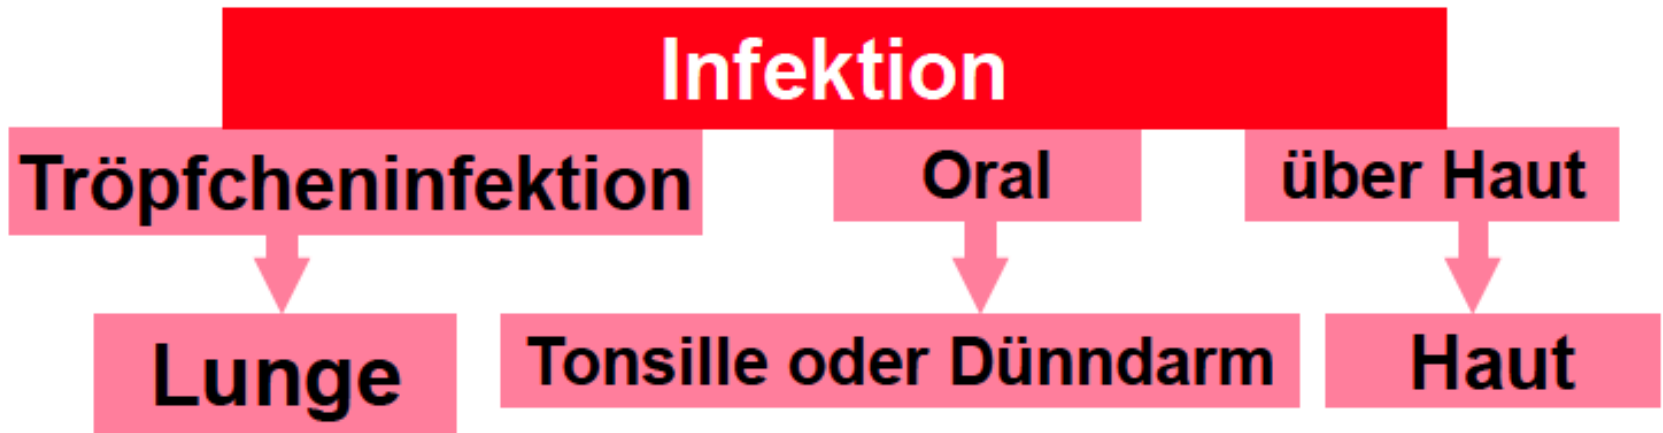 Infektion
Tröpfcheninfektion
Oral
über Haut
Lunge
Tonsille oder Dünndarm
Haut